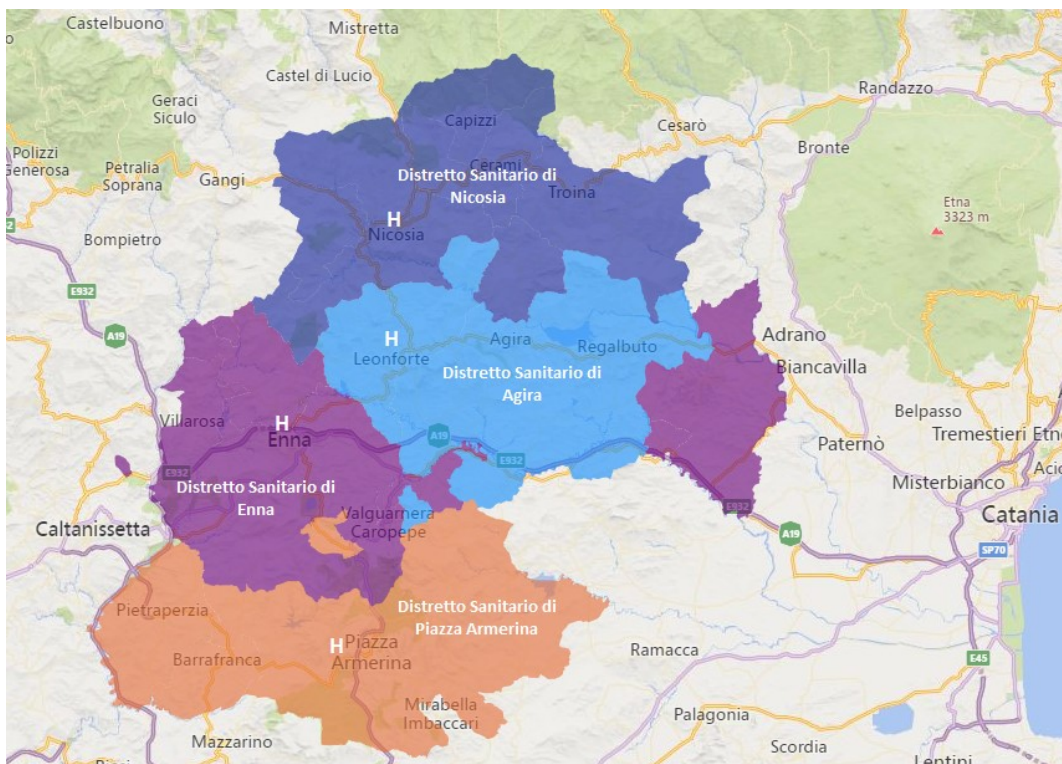 Castelbuono
Mistretta
Castel di Lucio
Geraci
Siculo
Randazzo
Capizzi
Cesarò
Polizzi
Generosa
Petralia
Soprana
Gangi
Bronte
Cerami
Distretto Sanitario di
Nicosia
Troina
Etna
3323 m
H
Nicosia
Bompietro
E932
A19
H
Leonforte
Agira
Regalbuto
Adrano
Biancavilla
Distretto Sanitario di
Agira
Villarosa
H
Enna
A19
E932
Belpasso
Paternò
Tremestieri Etn
E932
Misterbianco
Distretto Sanitario di
Enna
E932
Valguarnera
Caropepe
Caltanissetta
Catania
A19
SP70
Distretto Sanitario di
Piazza Armerina
Pietraperzia
H
Piazza
Armerina
Barrafranca
Ramacca
E45
Mirabella
Imbaccari
Palagonia
Mazzarino
Scordia
Lentini